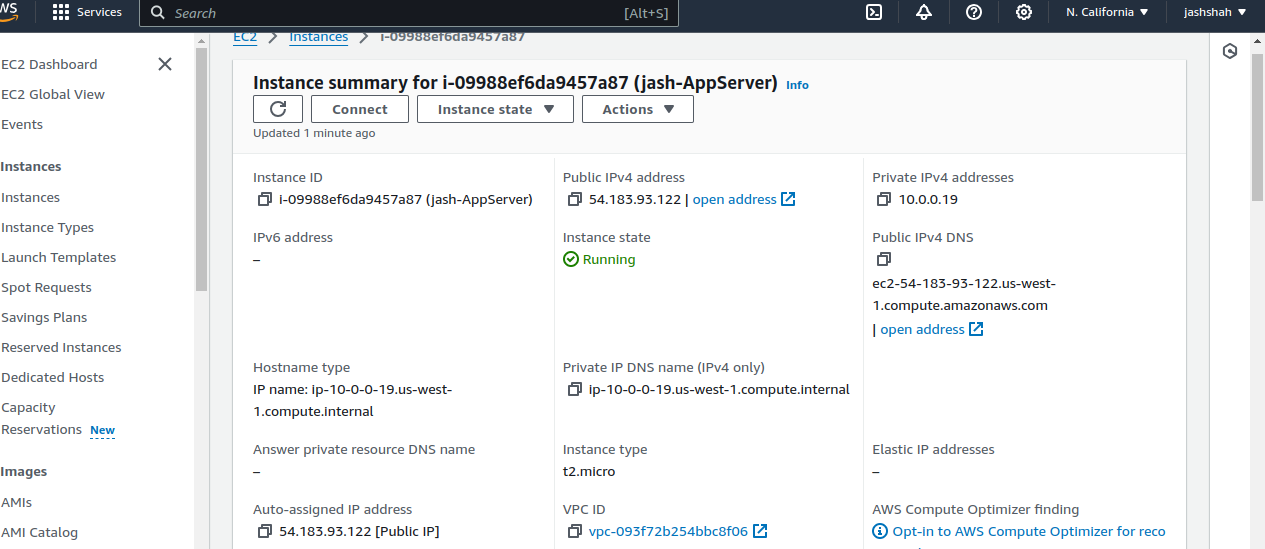 AWS
Services
Search
[Alt+S]
N. California
jashshah
EC2 Dashboard
EC2 Global View
Events
Instances
Instances
Instance Types
Launch Templates
Spot Requests
Savings Plans
Reserved Instances
Dedicated Hosts
Capacity
Reservations New
Images
AMIs
AMI Catalog
EC2 > Instances > i-09988ef6da9457a87
Instance summary for i-09988ef6da9457a87 (jash-AppServer) Info
Connect
Instance state
Actions
Updated 1 minute ago
Instance ID
i-09988ef6da9457a87 (jash-AppServer)
Public IPv4 address
54.183.93.122 | open address
Private IPv4 addresses
10.0.0.19
IPv6 address
–
Instance state
Running
Public IPv4 DNS
ec2-54-183-93-122.us-west-
1.compute.amazonaws.com
| open address
Hostname type
IP name: ip-10-0-0-19.us-west-
1.compute.internal
Private IP DNS name (IPv4 only)
ip-10-0-0-19.us-west-1.compute.internal
Answer private resource DNS name
–
Instance type
t2.micro
Elastic IP addresses
–
Auto-assigned IP address
54.183.93.122 [Public IP]
VPC ID
vpc-093f72b254bbc8f06
AWS Compute Optimizer finding
Opt-in to AWS Compute Optimizer for reco